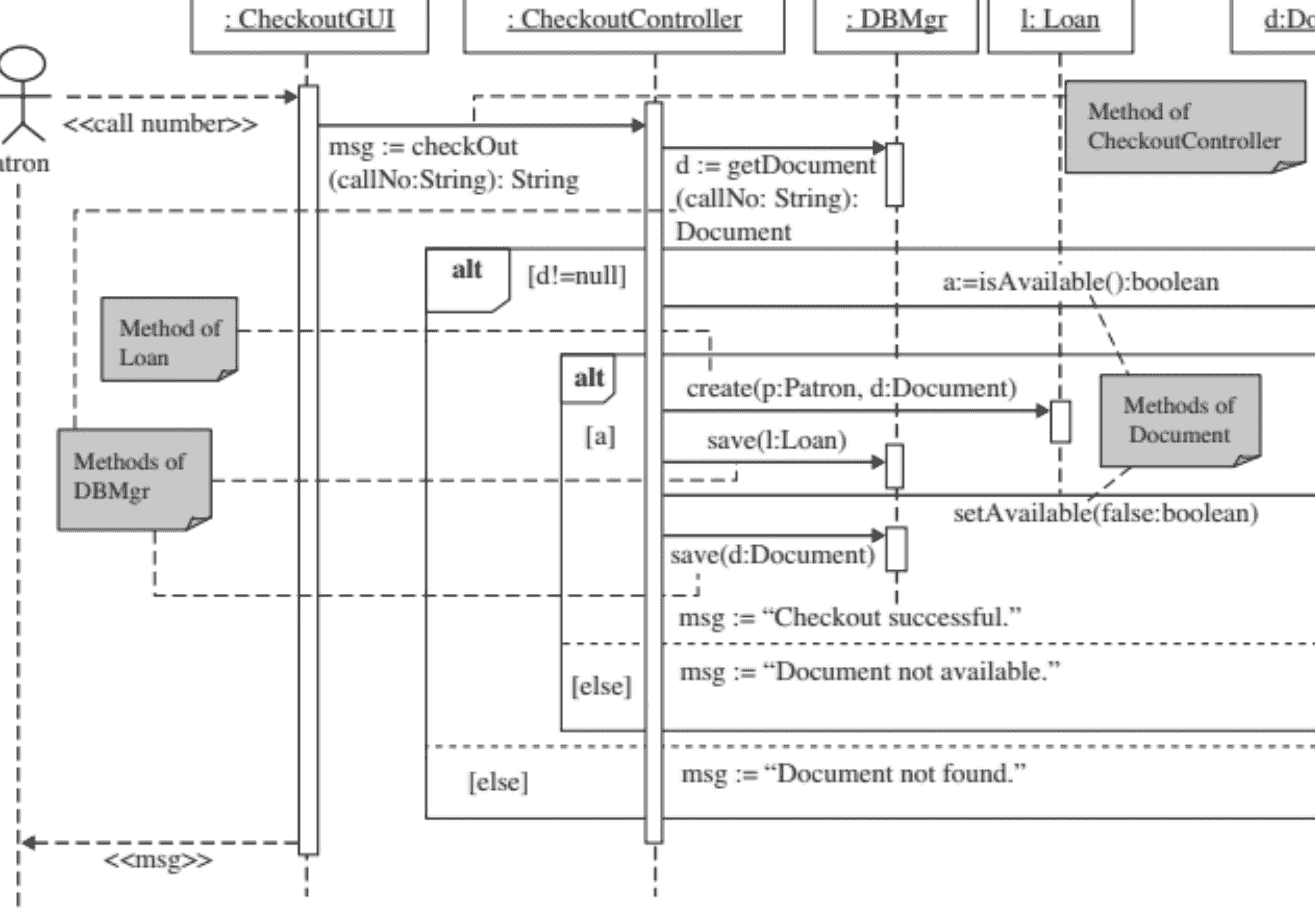 : CheckoutGUI
: CheckoutController
: DBMgr
l: Loan
d:Do
<<call number>>
atron
msg := checkOut
(callNo:String): String
d := getDocument
(callNo: String):
Document
Method of
CheckoutController
alt
[d!=null]
a:=isAvailable():boolean
Method of
Loan
alt
create(p:Patron, d:Document)
[a]
save(l:Loan)
Methods of
Document
Methods of
DBMgr
setAvailable(false:boolean)
save(d:Document)
msg := “Checkout successful.”
[else]
msg := “Document not available.”
[else]
msg := “Document not found.”
<<msg>>